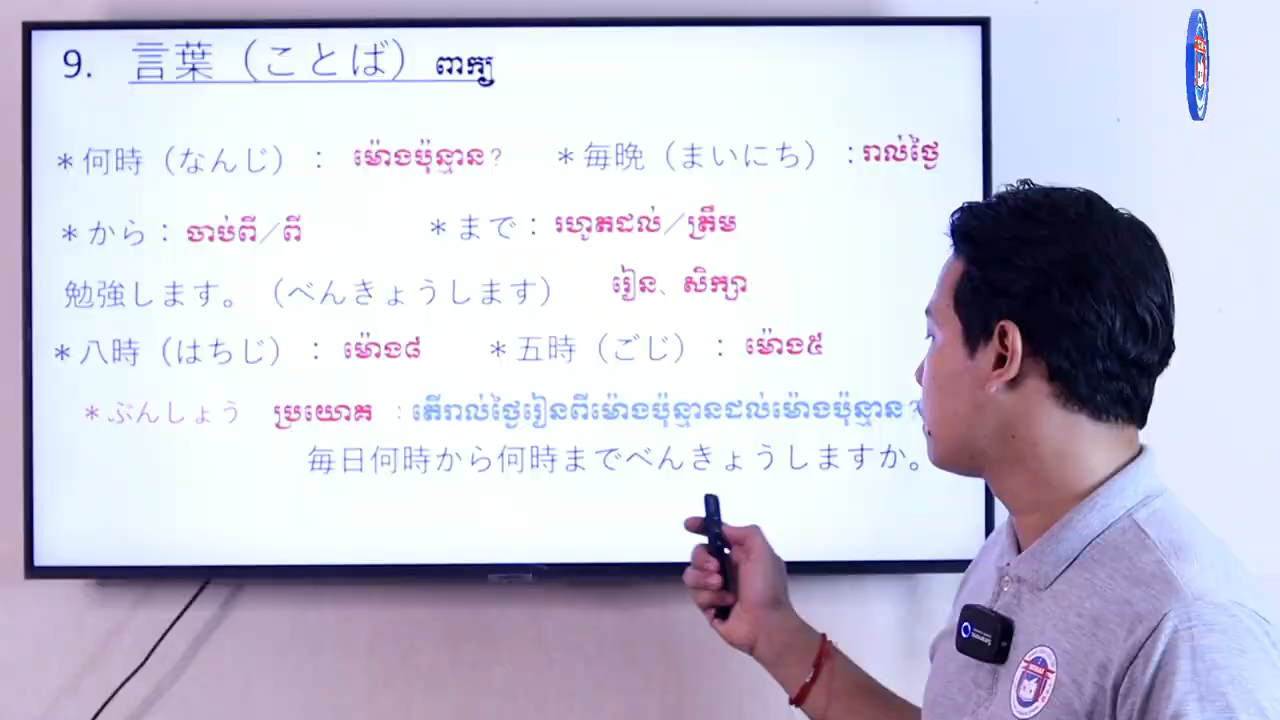 9. 言葉（ことば） ពាក្យ
＊何時（なんじ）： ម៉ោងប៉ុន្មាន? ＊毎晩（まいにち）：រាល់ថ្ងៃ
＊から： ចាប់ពី/ពី ＊まで： រហូតដល់/ត្រឹម
勉強します。（べんきょうします） រៀន、សិក្សា
＊八時（はちじ）： ម៉ោង៨ ＊五時（ごじ）： ម៉ោង៥
＊ぶんしょう ប្រយោគ : តើរាល់ថ្ងៃរៀនពីម៉ោងប៉ុន្មានដល់ម៉ោងប៉ុន្មាន?
毎日何時から何時までべんきょうしますか。